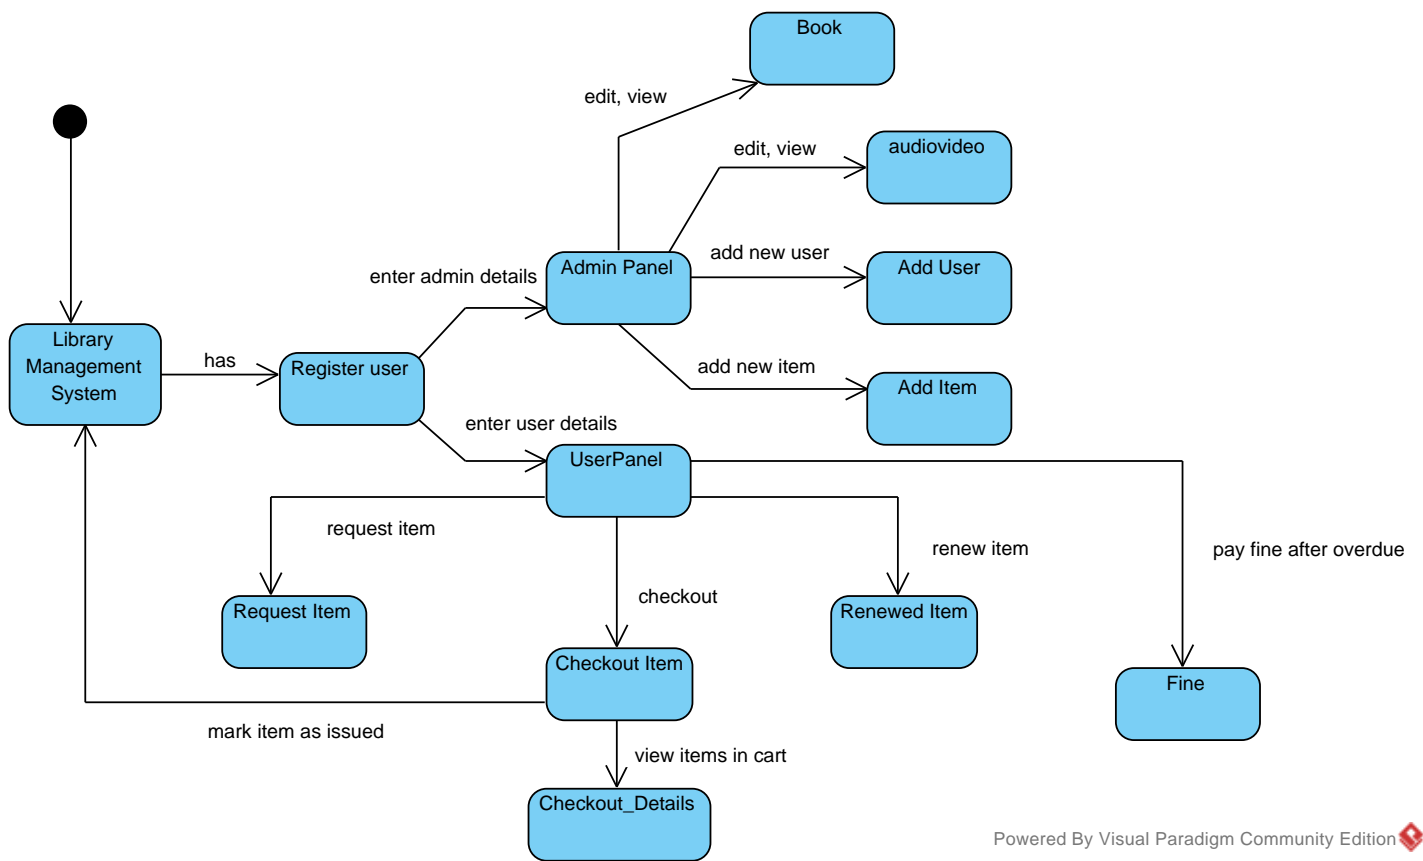 Book
edit, view
edit, view
audiovideo
add new user
Admin Panel
Add User
enter admin details
Library
Management
System
has
Register user
add new item
Add Item
enter user details
UserPanel
request item
renew item
pay fine after overdue
checkout
Request Item
Renewed Item
Checkout Item
Fine
mark item as issued
view items in cart
Checkout_Details
Powered By Visual Paradigm Community Edition